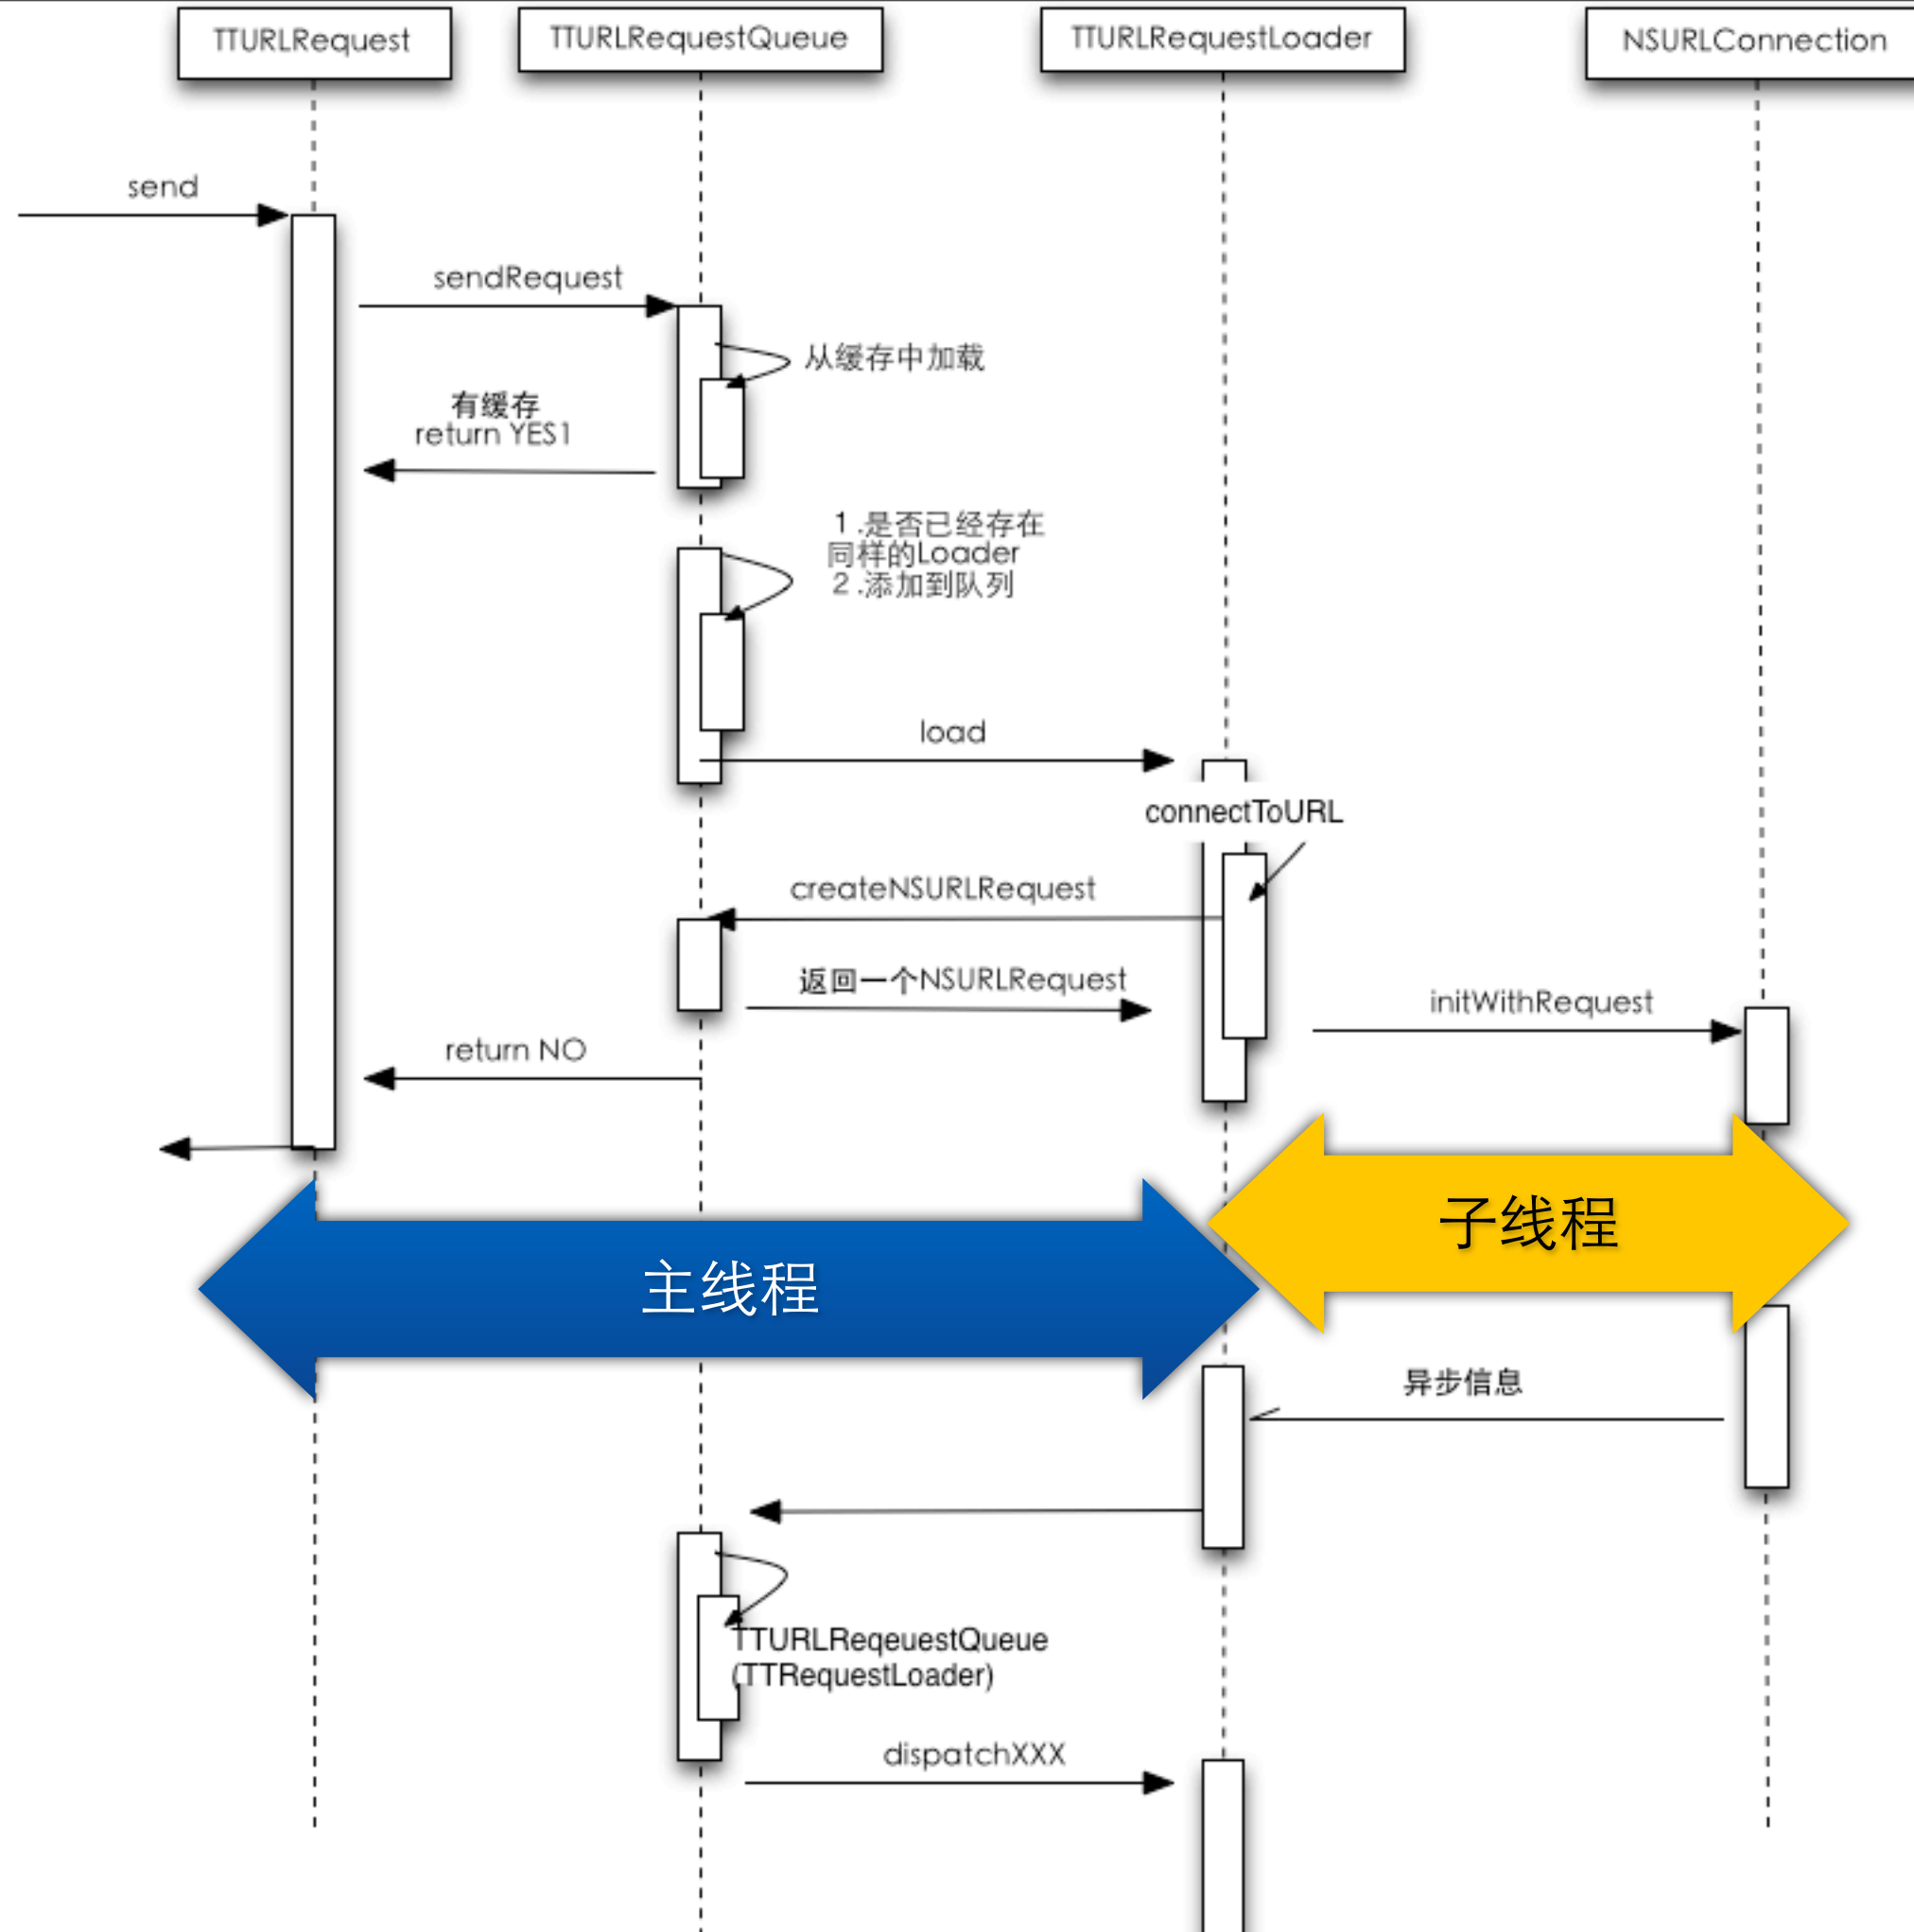 TTURLRequest
TTURLRequestQueue
TTURLRequestLoader
NSURLConnection
send
sendRequest
从缓存中加载
有缓存
return YES1
1 .是否已经存在
同样的Loader
2 .添加到队列
load
connectToURL
createNSURLRequest
返回一个NSURLRequest
initWithRequest
return NO
子线程
主线程
异步信息
TTURLReqeuestQueue
(TTRequestLoader)
dispatchXXX